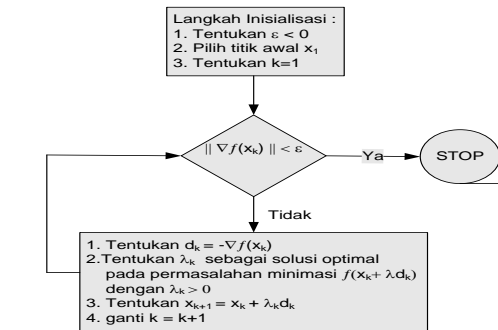 Langkah Inisialisasi :
1. Tentukan ε < 0
2. Pilih titik awal x₁
3. Tentukan k=1
|| ∇f(xₖ) || < ε
Ya
STOP
Tidak
1. Tentukan dₖ = -∇f(xₖ)
2.Tentukan λₖ sebagai solusi optimal
pada permasalahan minimasi f(xₖ+ λdₖ)
dengan λₖ > 0
3. Tentukan xₖ₊₁ = xₖ + λₖdₖ
4. ganti k = k+1